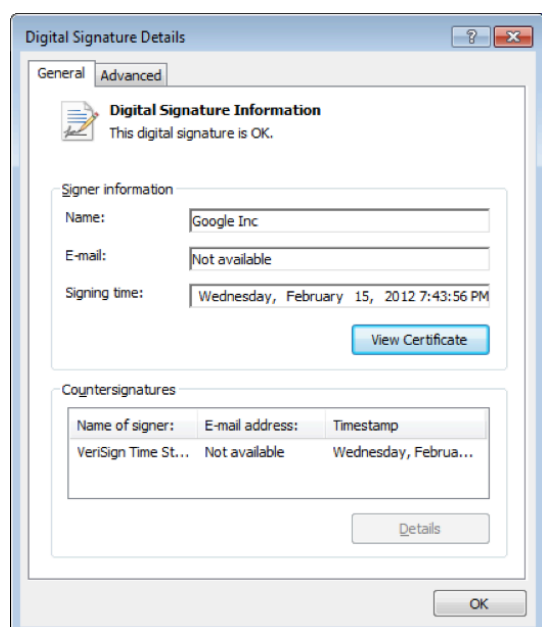 Digital Signature Details
General Advanced
Digital Signature Information
This digital signature is OK.
Signer information
Name: Google Inc
E-mail: Not available
Signing time: Wednesday, February 15, 2012 7:43:56 PM
View Certificate
Countersignatures
Name of signer: E-mail address: Timestamp
VeriSign Time St... Not available Wednesday, Februa...
Details
OK